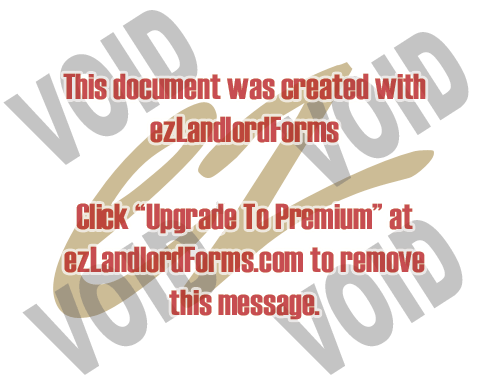 VOID
VOID
This document was created with
ezLandlordForms
Click “Upgrade To Premium” at
ezLandlordForms.com to remove
this message.
VOID
VOID
EZ